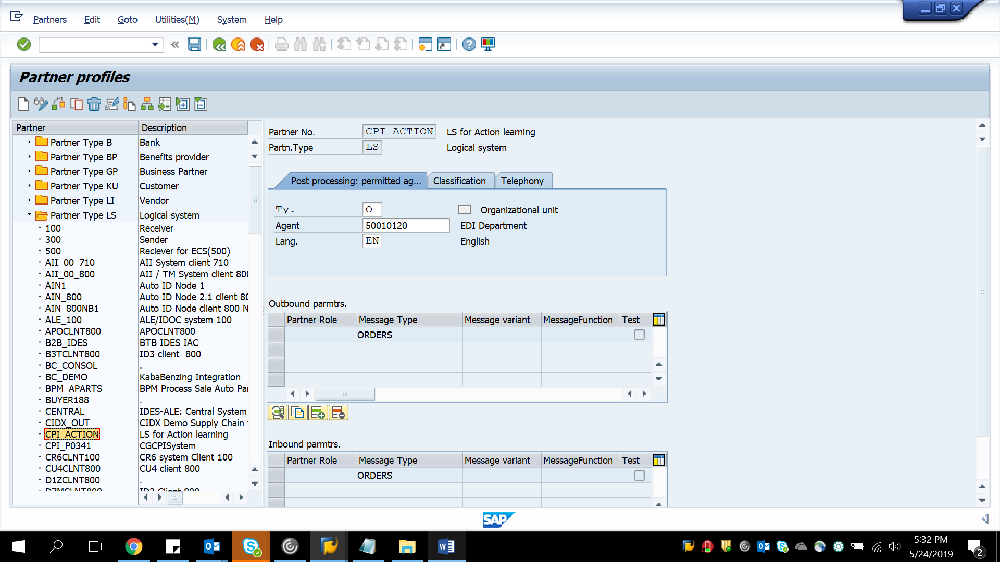 Partners Edit Goto Utilities(M) System Help
Partner profiles
Partner Description
Partner Type B Bank
Partner Type BP Benefits provider
Partner Type GP Business Partner
Partner Type KU Customer
Partner Type LI Vendor
Partner Type LS Logical system
100 Receiver
300 Sender
500 Reciever for ECS(500)
AII_00_710 AII System client 710
AII_00_800 AII / TM System client 800
AIN1 Auto ID Node 1
AIN_800 Auto ID Node 2.1 client 80
AIN_800NB1 Auto ID Node client 800 N
ALE_100 ALE/IDOC system 100
APOCLNT800 APOCLNT800
B2B_IDES BTB IDES IAC
B3TCLNT800 ID3 client 800
BC_CONSOL .
BC_DEMO KabaBenzing Integration
BPM_APARTS BPM Process Sale Auto Pa
BUYER188 .
CENTRAL IDES-ALE: Central System
CIDX_OUT CIDX Demo Supply Chain
CPI_ACTION LS for Action learning
CPI_P0341 CGCPISystem
CR6CLNT100 CR6 system Client 100
CU4CLNT800 CU4 client 800
D1ZCLNT800 .
D7MCLNT800 ID3 Client 800
Partner No. CPI_ACTION LS for Action learning
Partn.Type LS Logical system
Post processing: permitted ag... Classification Telephony
Ty. O Organizational unit
Agent 50010120 EDI Department
Lang. EN English
Outbound parmtrs.
Partner Role Message Type Message variant MessageFunction Test
ORDERS
Inbound parmtrs.
Partner Role Message Type Message variant MessageFunction Test
ORDERS
SAP
5:32 PM
5/24/2019
2